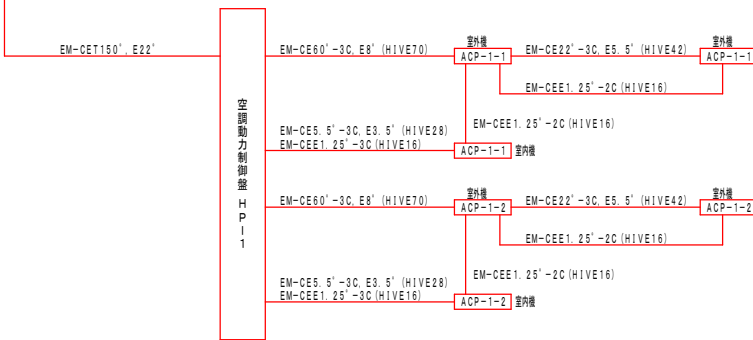 EM-CET150゜, E22゜
空調動力制御盤 HP-1
EM-CE60゜-3C, E8゜ (HIVE70)
室外機
ACP-1-1
EM-CE22゜-3C, E5.5゜ (HIVE42)
室外機
ACP-1-1
EM-CEE1.25゜-2C (HIVE16)
EM-CEE1.25゜-2C (HIVE16)
EM-CE5.5゜-3C, E3.5゜ (HIVE28)
EM-CEE1.25゜-3C (HIVE16)
ACP-1-1 室内機
EM-CE60゜-3C, E8゜ (HIVE70)
室外機
ACP-1-2
EM-CE22゜-3C, E5.5゜ (HIVE42)
室外機
ACP-1-2
EM-CEE1.25゜-2C (HIVE16)
EM-CEE1.25゜-2C (HIVE16)
EM-CE5.5゜-3C, E3.5゜ (HIVE28)
EM-CEE1.25゜-3C (HIVE16)
ACP-1-2 室内機